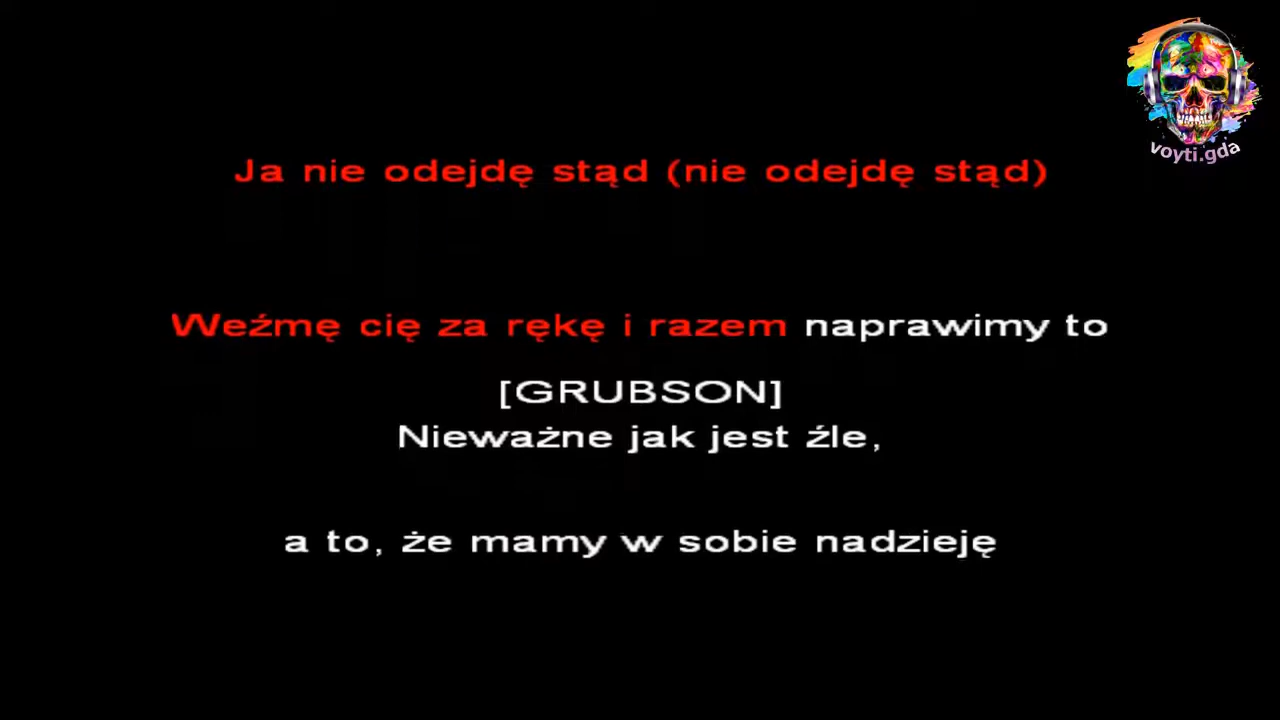 voyti.gda
Ja nie odejdę stąd (nie odejdę stąd)
Weźmę cię za rękę i razem naprawimy to
[GRUBSON]
Nieważne jak jest źle,
a to, że mamy w sobie nadzieję